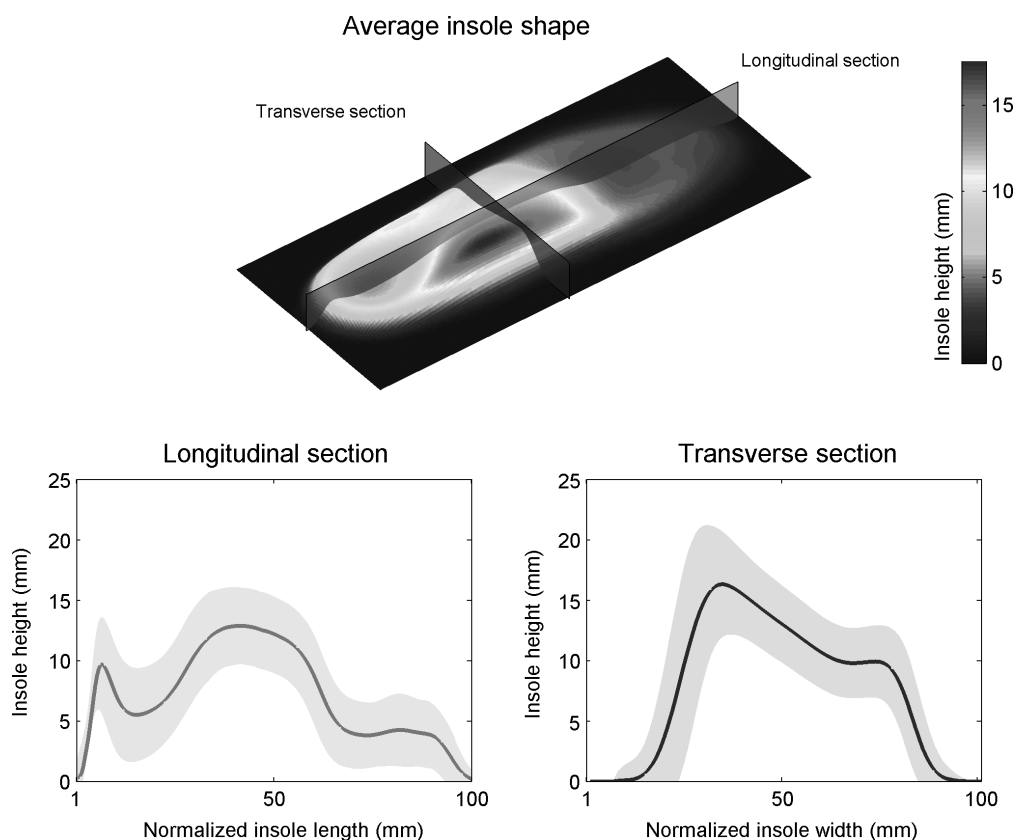 Average insole shape
Longitudinal section
Transverse section
15
10
5
0
Insole height (mm)
Longitudinal section
25
20
15
10
5
0
1
50
100
Insole height (mm)
Normalized insole length (mm)
Transverse section
25
20
15
10
5
0
1
50
100
Insole height (mm)
Normalized insole width (mm)